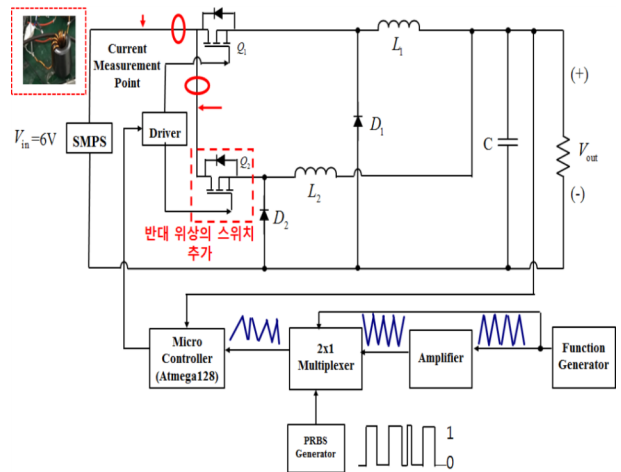 Current
Measurement
Point
Q₁
L₁
(+)
Vin=6V
SMPS
Driver
D₁
C
Vout
Q₂
L₂
D₂
(-)
반대 위상의 스위치
추가
Micro
Controller
(Atmega128)
2x1
Multiplexer
Amplifier
Function
Generator
PRBS
Generator
1
0